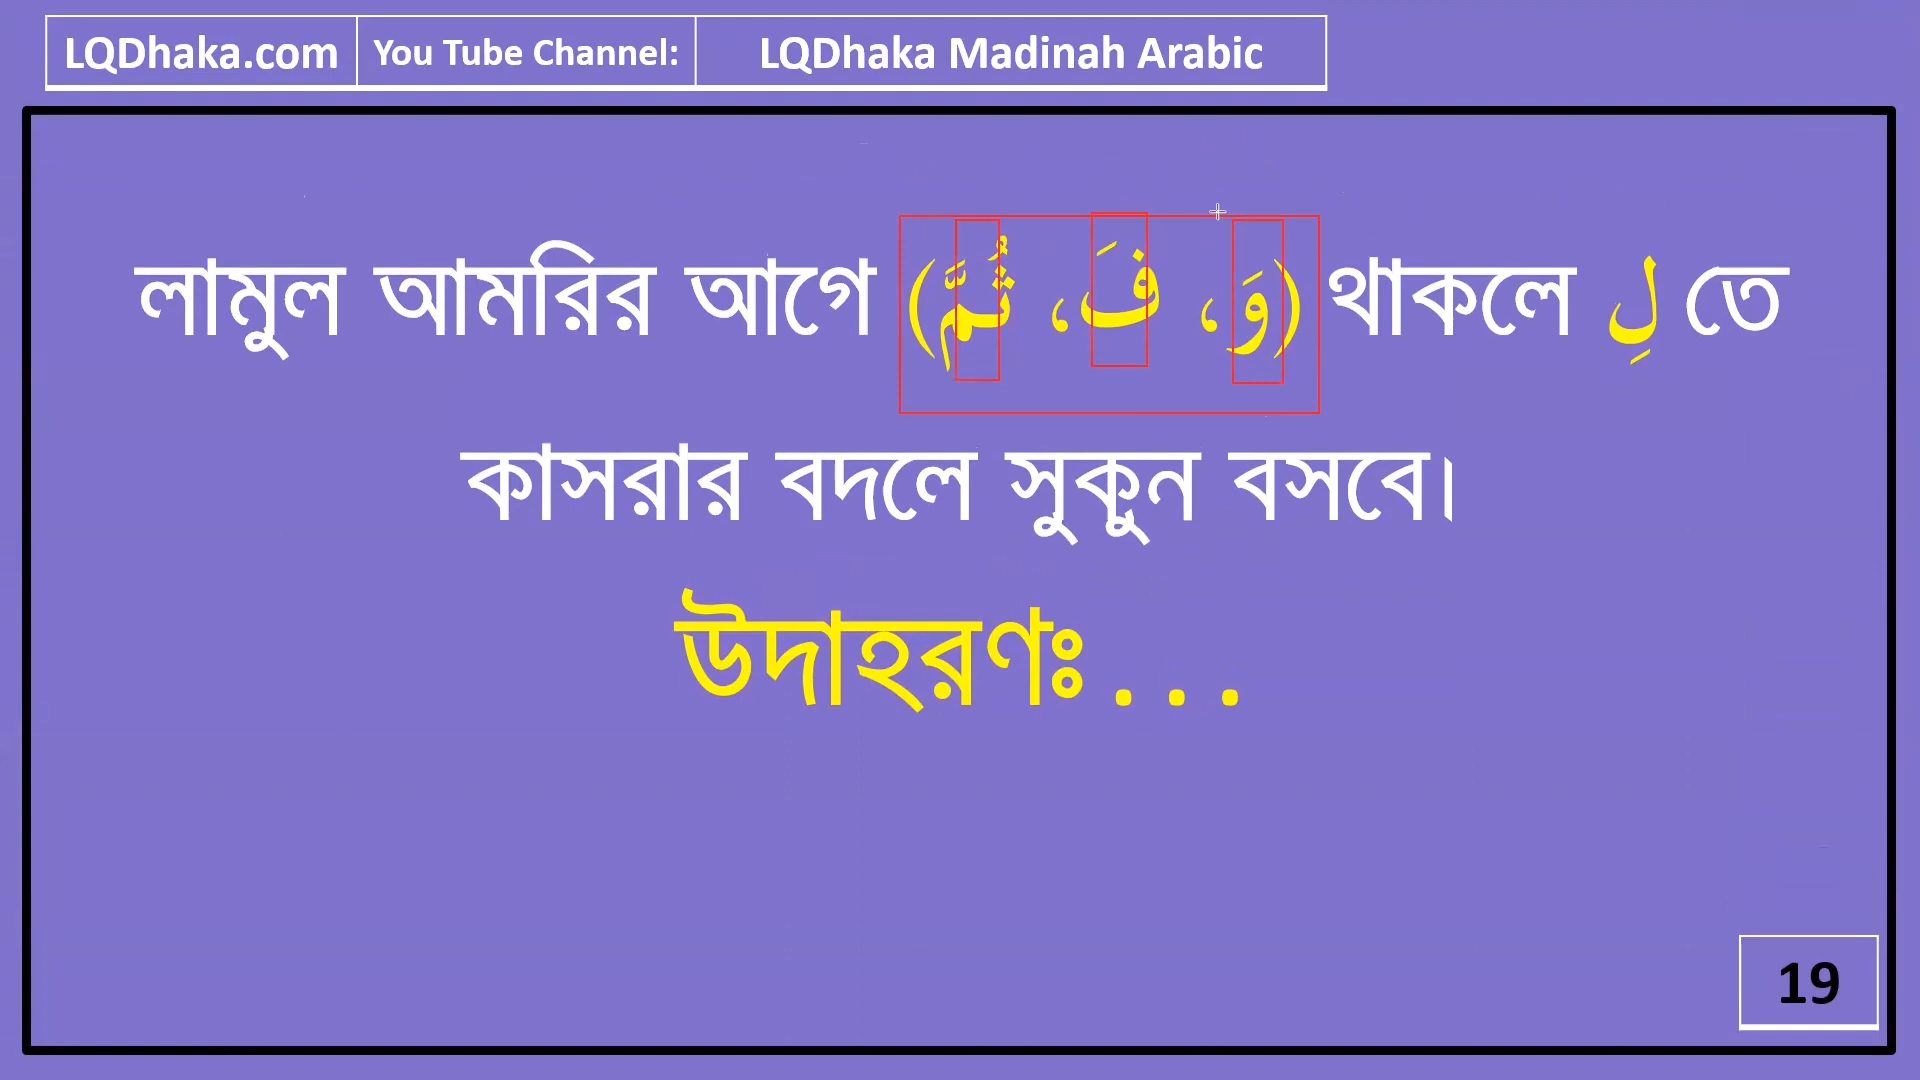 LQDhaka.com You Tube Channel: LQDhaka Madinah Arabic
লামুল আমরির আগে (وَ، فَ، ثُمَّ) থাকলে لِ তে
কাসরার বদলে সুকুন বসবে।
উদাহরণঃ...
19